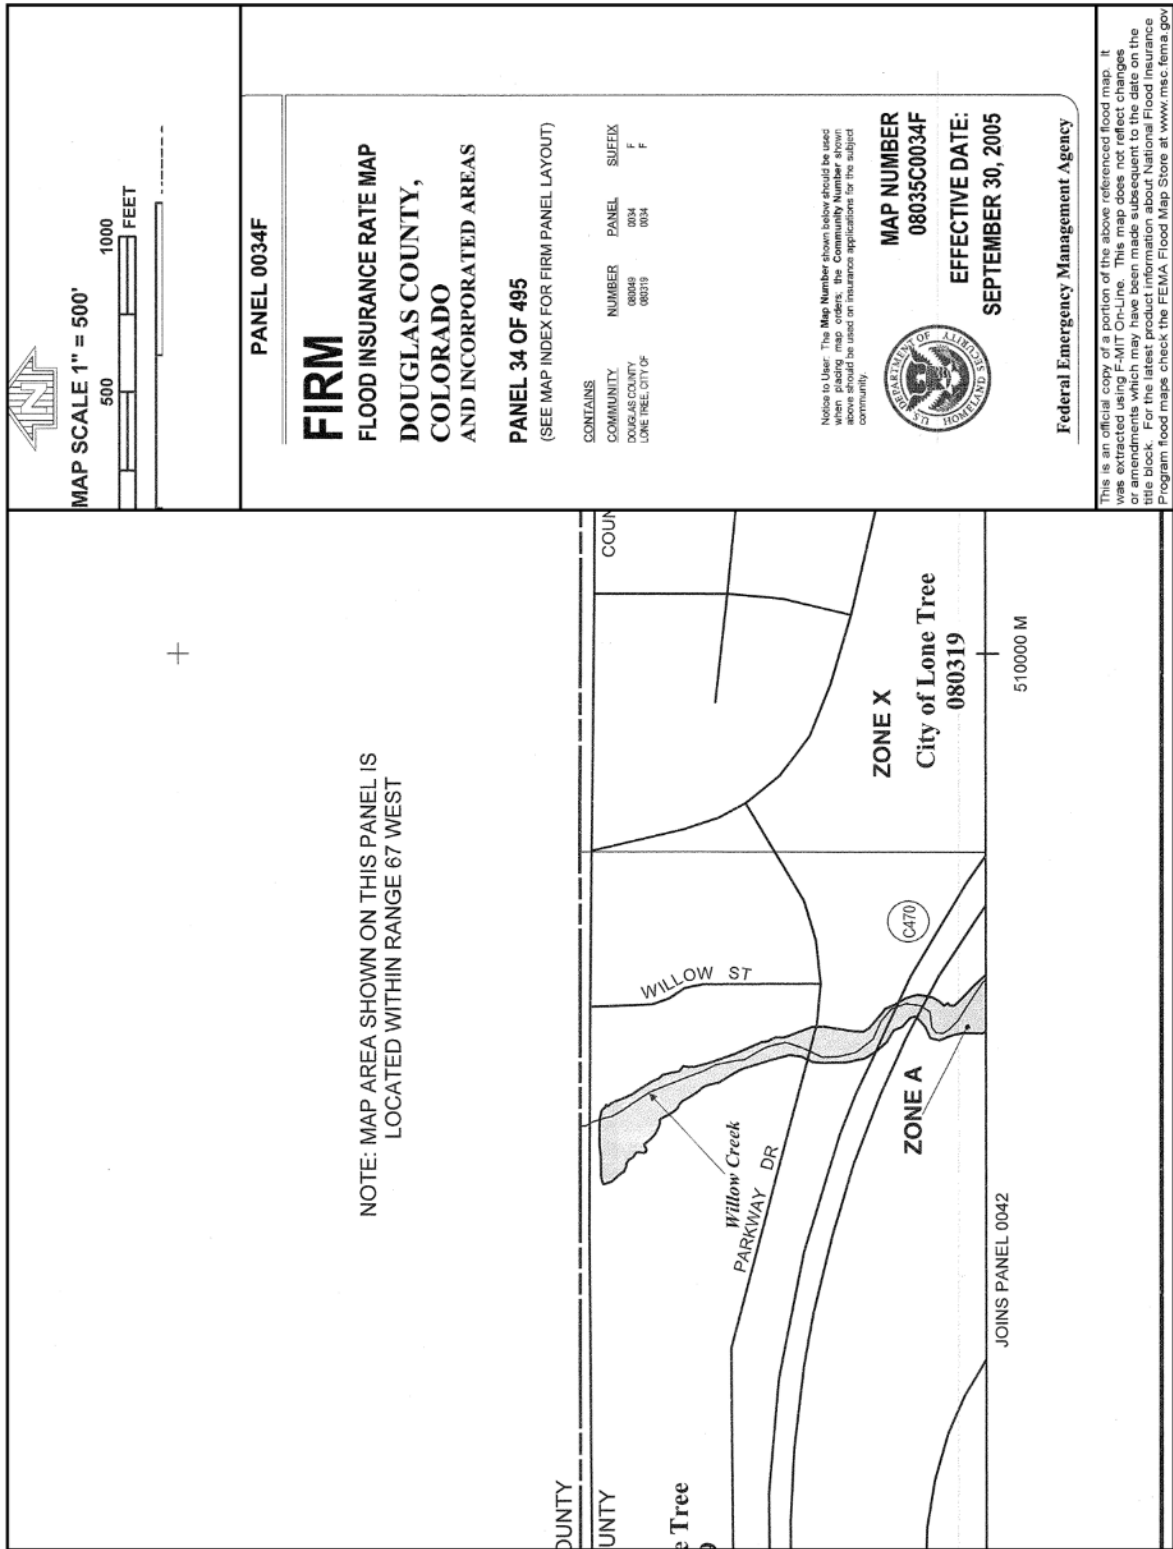 MAP SCALE 1" = 500'
500
1000
FEET
PANEL 0034F
FIRM
FLOOD INSURANCE RATE MAP
DOUGLAS COUNTY,
COLORADO
AND INCORPORATED AREAS
PANEL 34 OF 495
(SEE MAP INDEX FOR FIRM PANEL LAYOUT)
CONTAINS
COMMUNITY NUMBER PANEL SUFFIX
DOUGLAS COUNTY 080049 0034 F
LONE TREE, CITY OF 080319 0034 F
Notice to User: The Map Number shown below should be used
when placing map orders; the Community Number shown
above should be used on insurance applications for the subject
community.
MAP NUMBER
08035C0034F
EFFECTIVE DATE:
SEPTEMBER 30, 2005
U.S. DEPARTMENT OF HOMELAND SECURITY
Federal Emergency Management Agency
This is an official copy of a portion of the above referenced flood map. It
was extracted using F-MIT On-Line. This map does not reflect changes
or amendments which may have been made subsequent to the date on the
title block. For the latest product information about National Flood Insurance
Program flood maps check the FEMA Flood Map Store at www.msc.fema.gov
NOTE: MAP AREA SHOWN ON THIS PANEL IS
LOCATED WITHIN RANGE 67 WEST
OUNTY
UNTY
COUN
e Tree
9
WILLOW ST
Willow Creek
PARKWAY DR
C470
ZONE A
ZONE X
City of Lone Tree
080319
JOINS PANEL 0042
510000 M
N